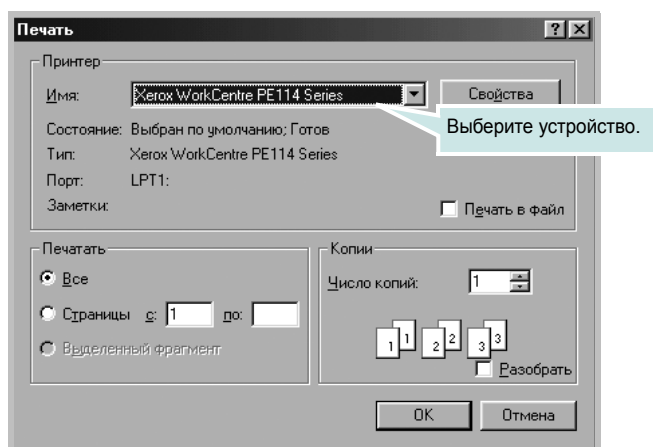 Печать
Принтер
Имя: Xerox WorkCentre PE114 Series Свойства
Выберите устройство.
Состояние: Выбран по умолчанию; Готов
Тип: Xerox WorkCentre PE114 Series
Порт: LPT1:
Заметки: Печать в файл
Печатать
Все
Страницы с: 1 по:
Выделенный фрагмент
Копии
Число копий: 1
1 1 2 2 3 3
Разобрать
OK Отмена